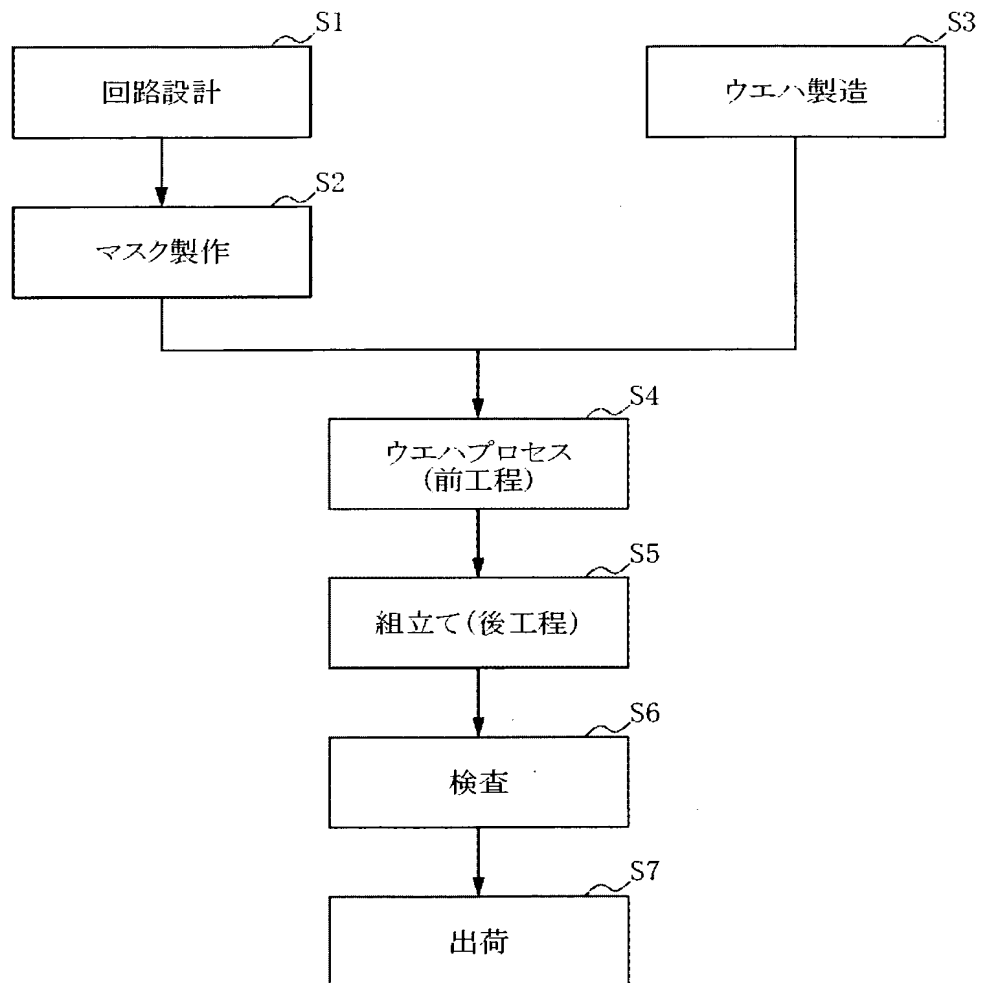 S1
回路設計
S3
ウエハ製造
S2
マスク製作
S4
ウエハプロセス
(前工程)
S5
組立て(後工程)
S6
検査
S7
出荷